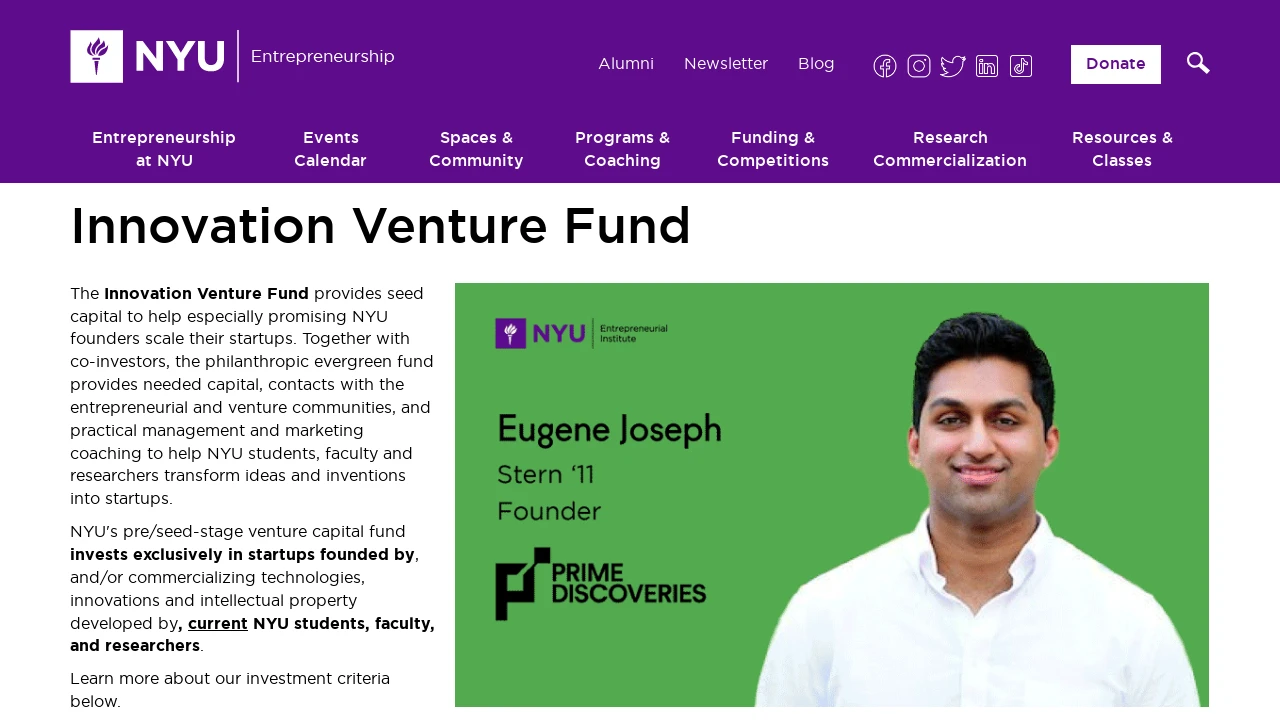 NYU Entrepreneurship
Alumni Newsletter Blog Donate
Entrepreneurship at NYU
Events Calendar
Spaces & Community
Programs & Coaching
Funding & Competitions
Research Commercialization
Resources & Classes
Innovation Venture Fund
The Innovation Venture Fund provides seed
capital to help especially promising NYU
founders scale their startups. Together with
co-investors, the philanthropic evergreen fund
provides needed capital, contacts with the
entrepreneurial and venture communities, and
practical management and marketing
coaching to help NYU students, faculty and
researchers transform ideas and inventions
into startups.
NYU's pre/seed-stage venture capital fund
invests exclusively in startups founded by,
and/or commercializing technologies,
innovations and intellectual property
developed by, current NYU students, faculty,
and researchers.
Learn more about our investment criteria
below.
NYU Entrepreneurial
Institute
Eugene Joseph
Stern ‘11
Founder
PRIME
DISCOVERIES